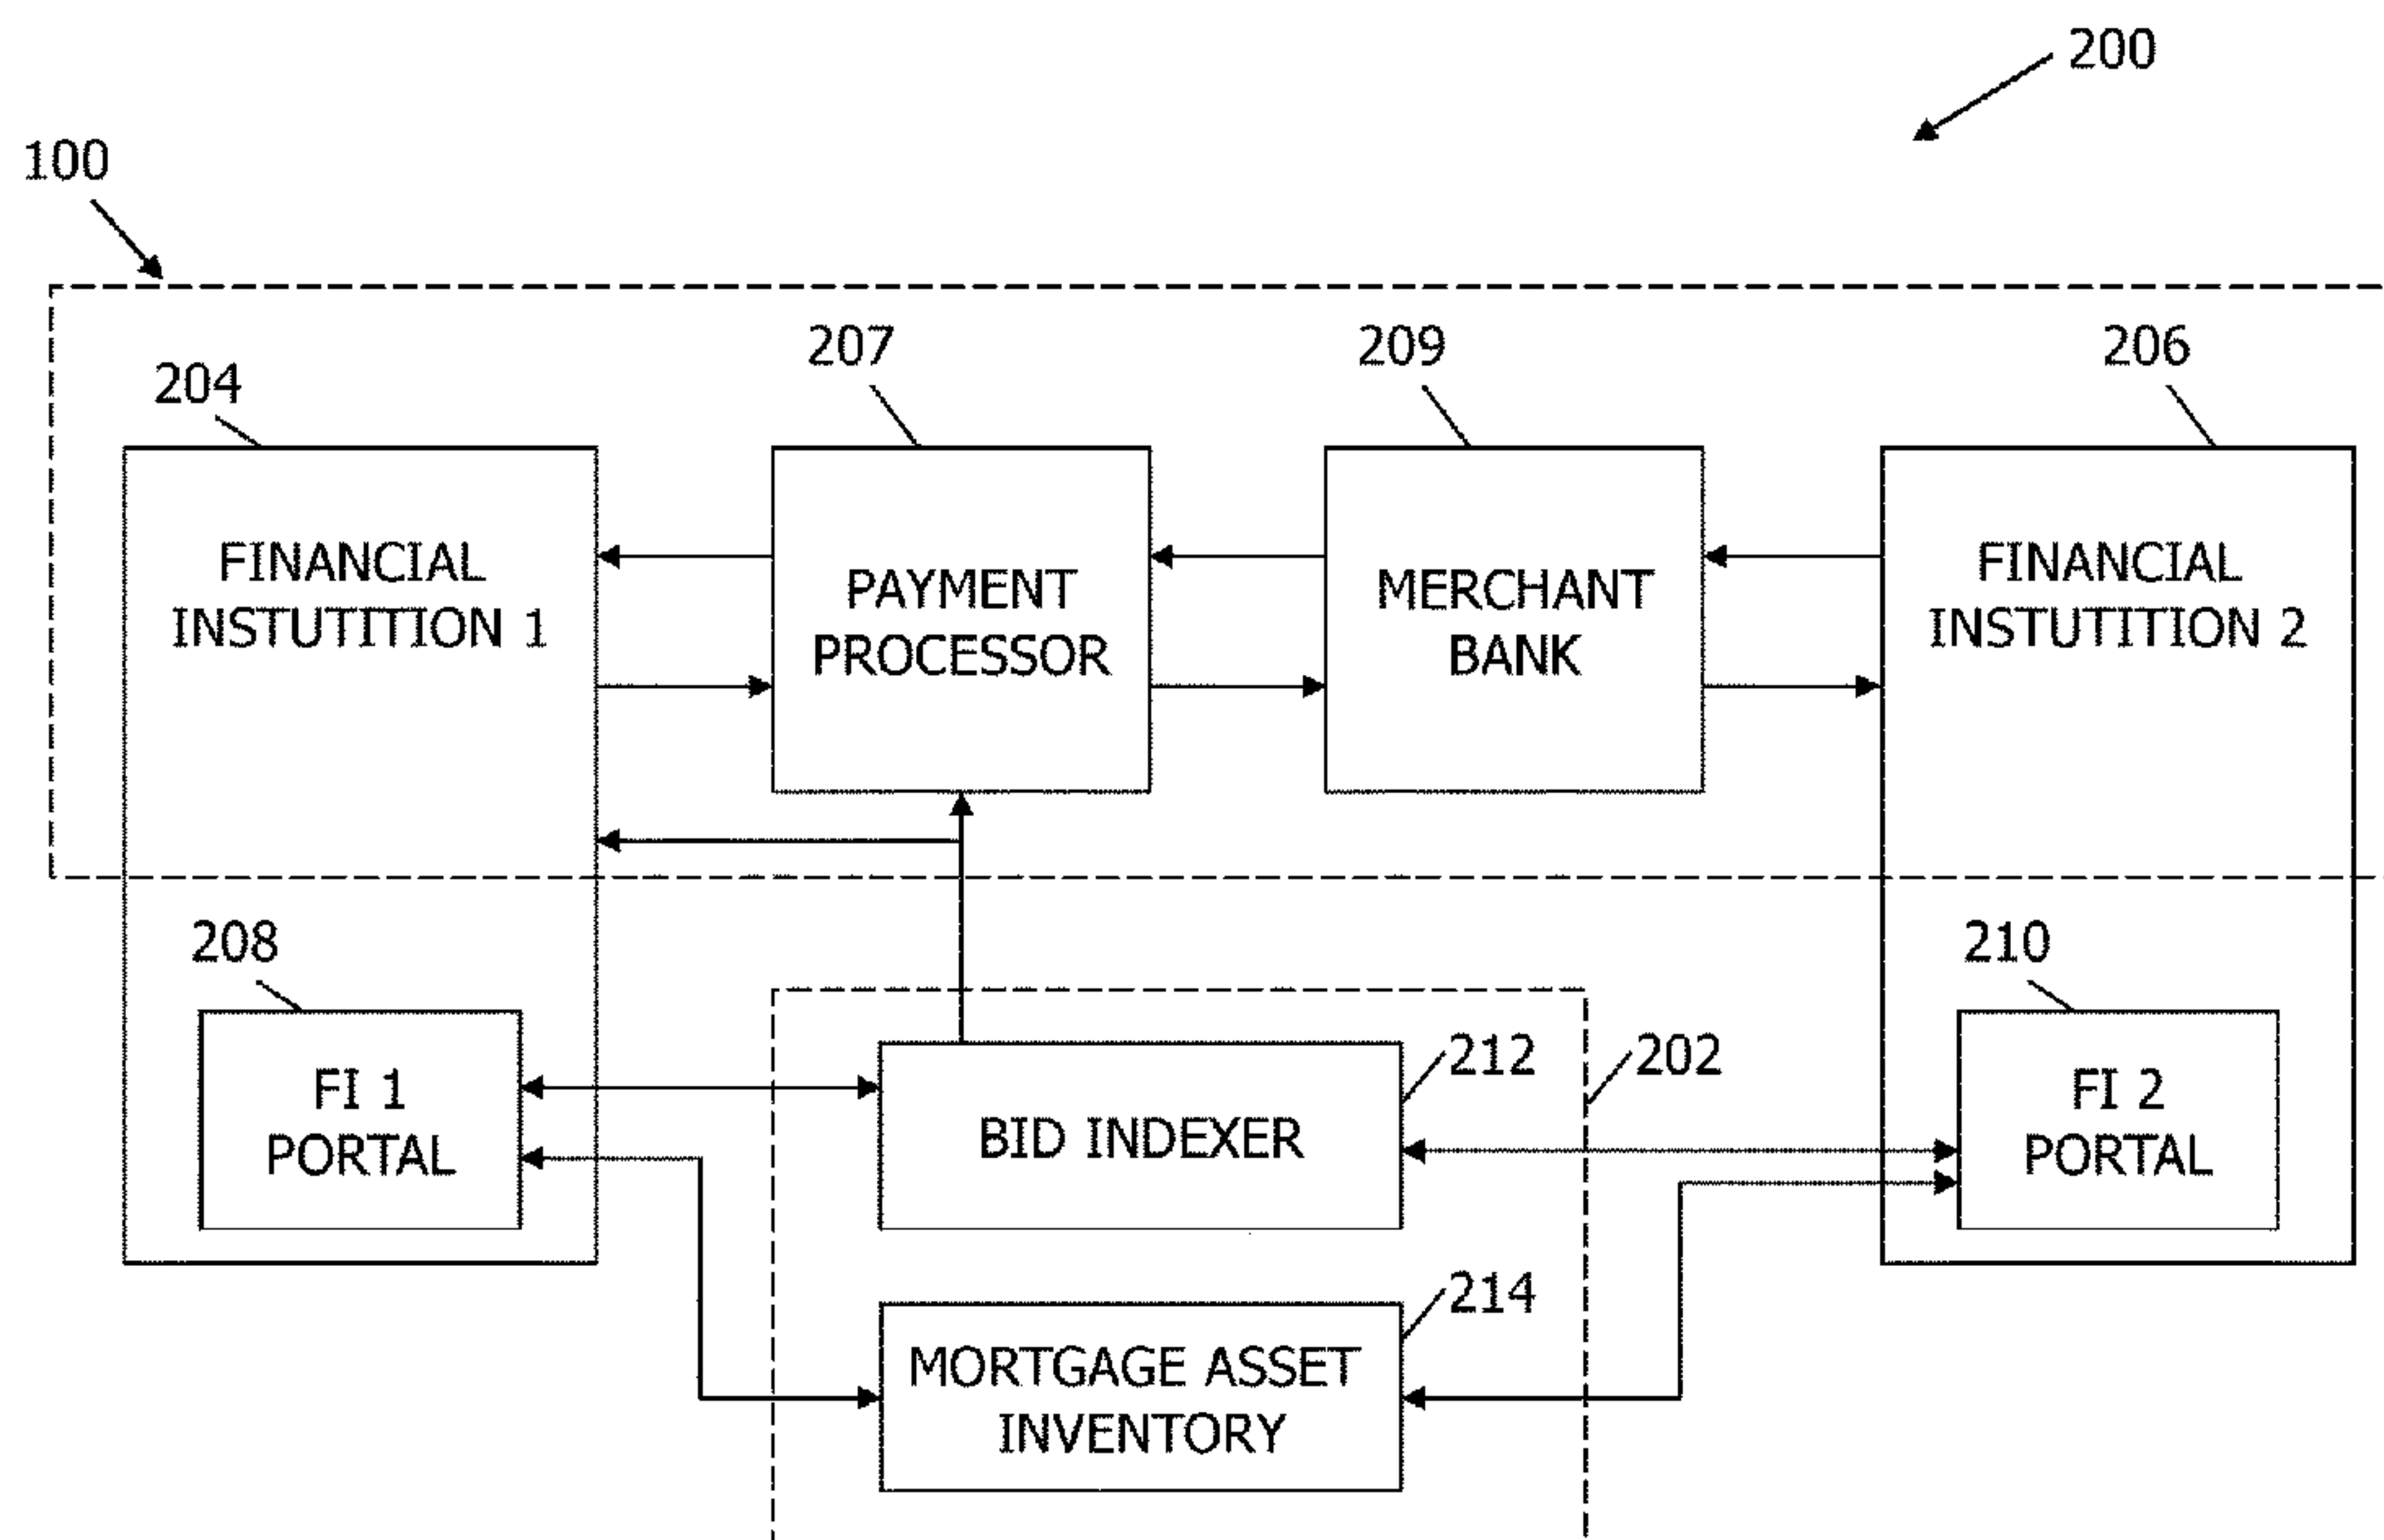 200
100
207
209
206
204
FINANCIAL
INSTUTITION 1
PAYMENT
PROCESSOR
MERCHANT
BANK
FINANCIAL
INSTUTITION 2
208
210
FI 1
PORTAL
212
202
BID INDEXER
FI 2
PORTAL
214
MORTGAGE ASSET
INVENTORY